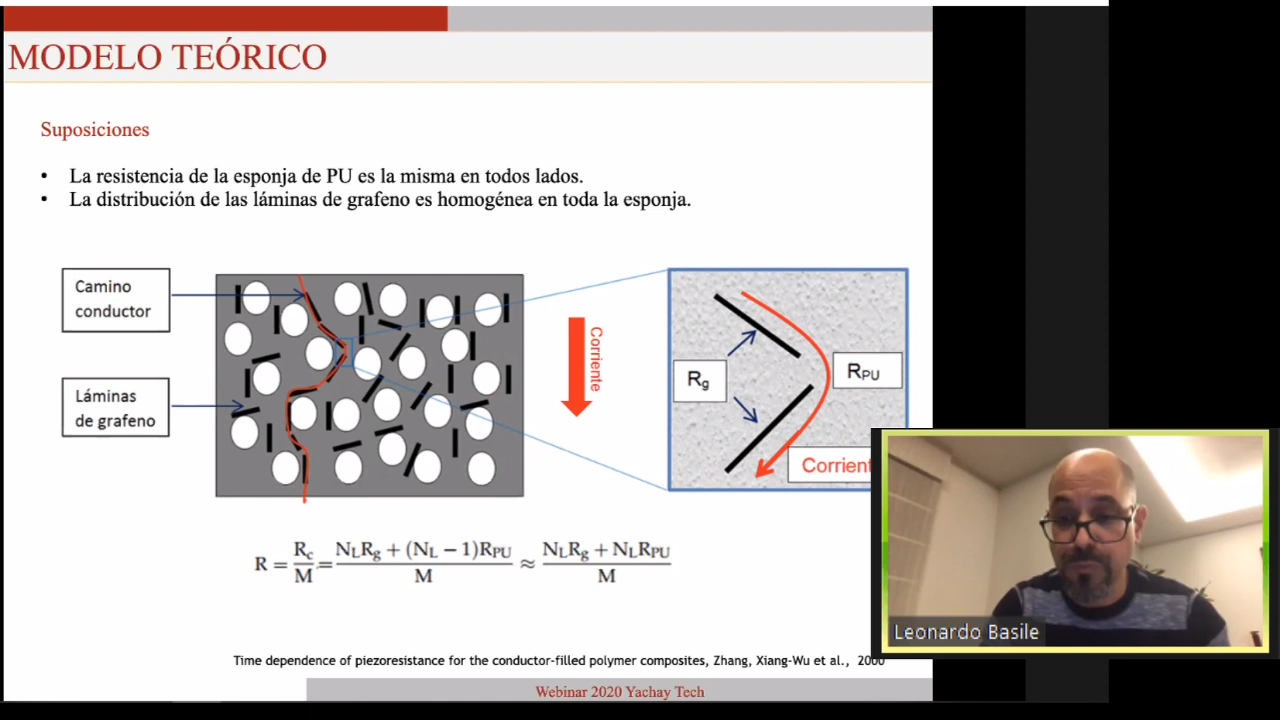 MODELO TEÓRICO
Suposiciones
• La resistencia de la esponja de PU es la misma en todos lados.
• La distribución de las láminas de grafeno es homogénea en toda la esponja.
Camino
conductor
Láminas
de grafeno
Corriente
Rg
RPU
Corrient
R = Rc/M = NLRg + (NL − 1)RPU/M ≈ NLRg + NLRPU/M
Time dependence of piezoresistance for the conductor-filled polymer composites, Zhang, Xiang-Wu et al., 2000
Webinar 2020 Yachay Tech
Leonardo Basile